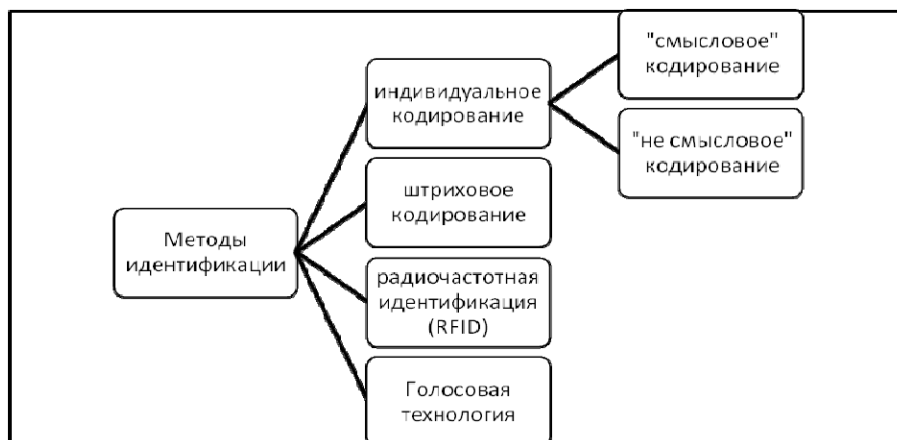 Методы
идентификации
индивидуальное
кодирование
"смысловое"
кодирование
"не смысловое"
кодирование
штриховое
кодирование
радиочастотная
идентификация
(RFID)
Голосовая
технология